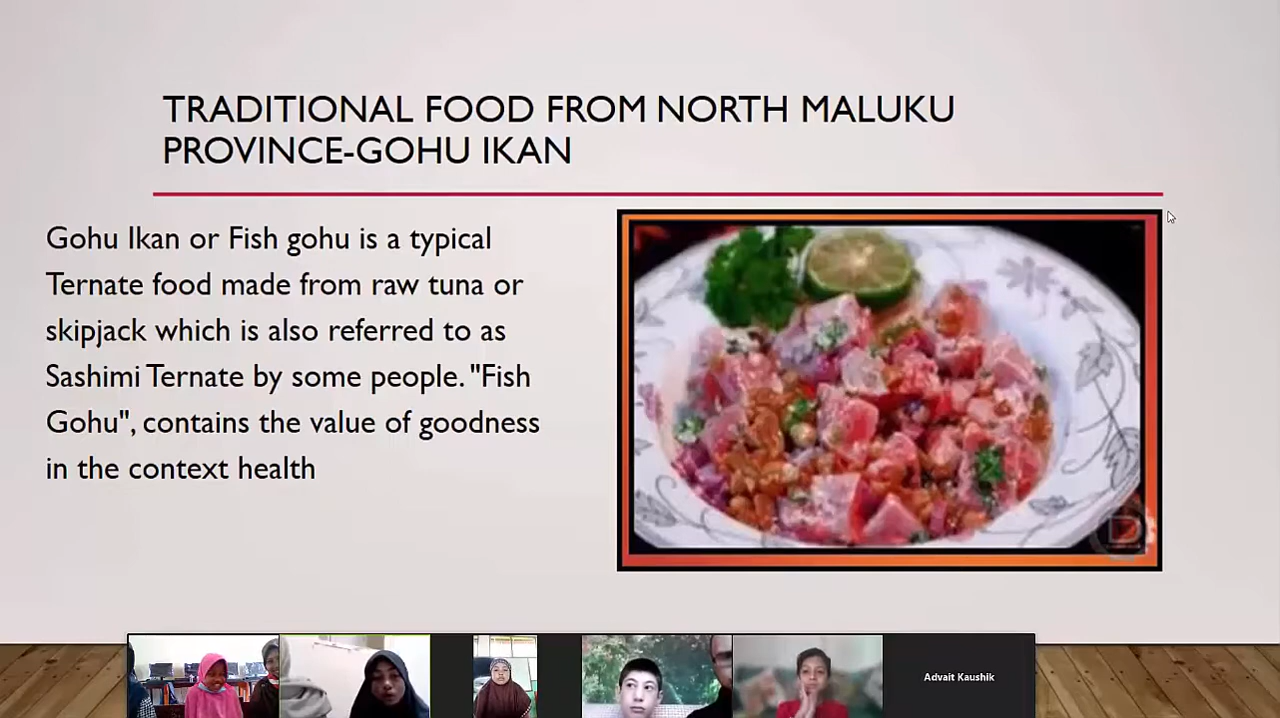 TRADITIONAL FOOD FROM NORTH MALUKU
PROVINCE-GOHU IKAN
Gohu Ikan or Fish gohu is a typical
Ternate food made from raw tuna or
skipjack which is also referred to as
Sashimi Ternate by some people. "Fish
Gohu", contains the value of goodness
in the context health
D
Advait Kaushik